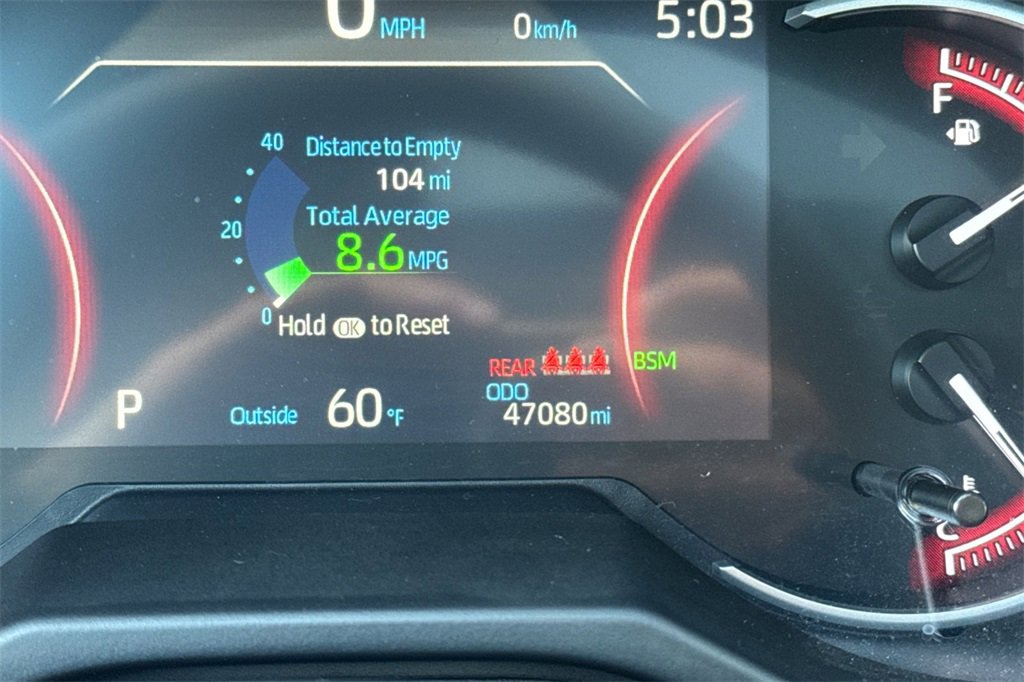 0 MPH 0 km/h 5:03
F
40 Distance to Empty
104 mi
20 Total Average
8.6 MPG
0 Hold OK to Reset
REAR BSM
ODO
P Outside 60 °F 47080 mi
E
C